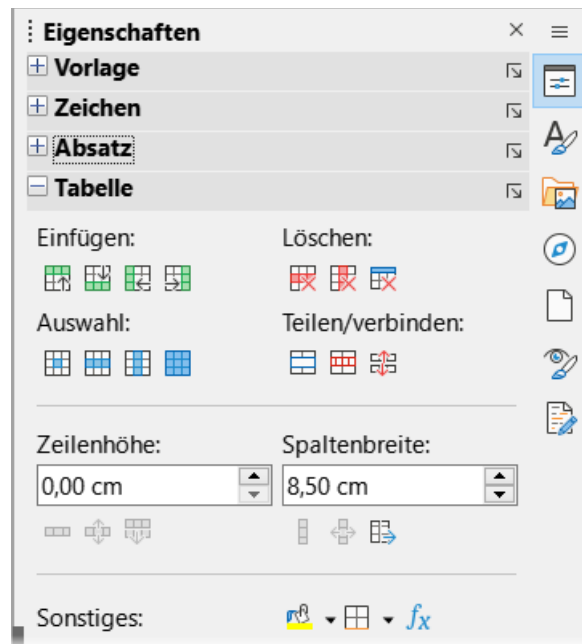 Eigenschaften
Vorlage
Zeichen
Absatz
Tabelle
Einfügen: Löschen:
Auswahl: Teilen/verbinden:
Zeilenhöhe: Spaltenbreite:
0,00 cm 8,50 cm
Sonstiges: fx